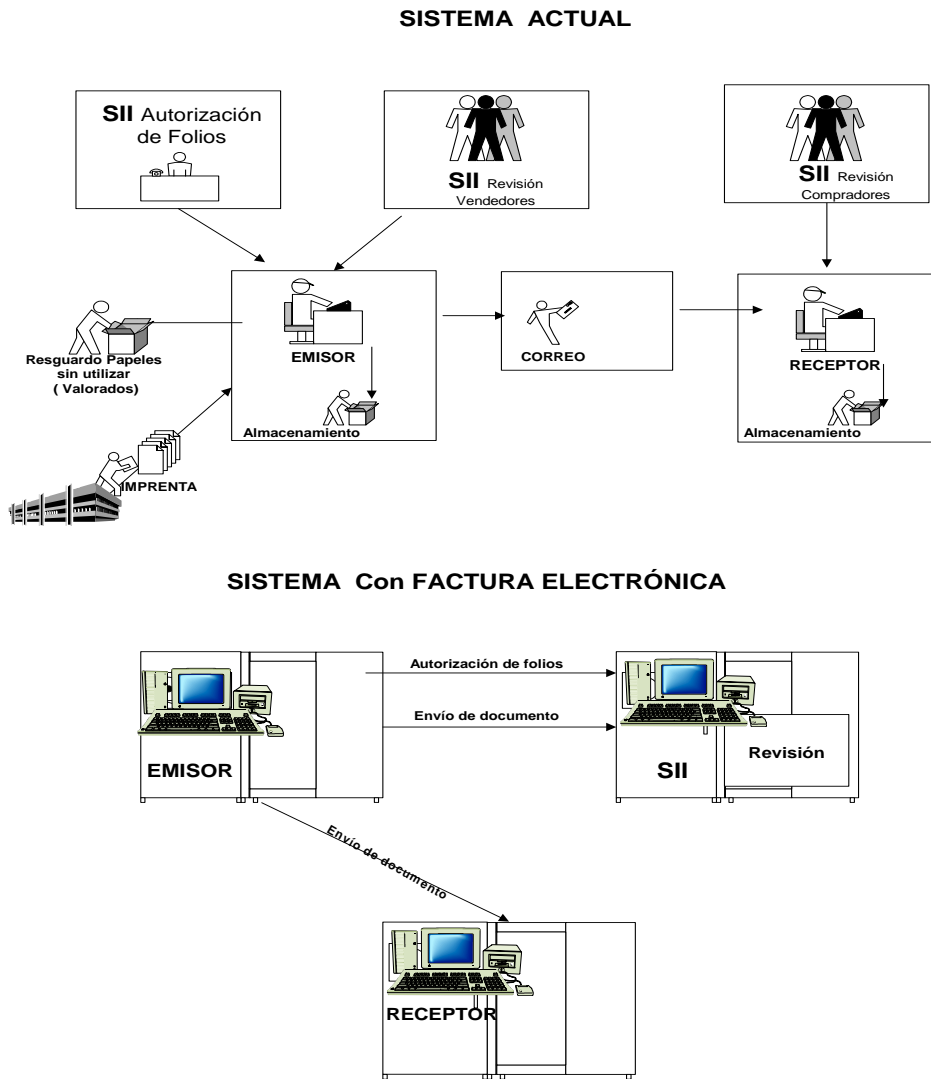 SISTEMA ACTUAL
SII Autorización
de Folios
SII Revisión
Vendedores
SII Revisión
Compradores
Resguardo Papeles
sin utilizar
( Valorados)
EMISOR
Almacenamiento
CORREO
RECEPTOR
Almacenamiento
IMPRENTA
SISTEMA Con FACTURA ELECTRÓNICA
Autorización de folios
Envío de documento
EMISOR
SII
Revisión
Envío de documento
RECEPTOR